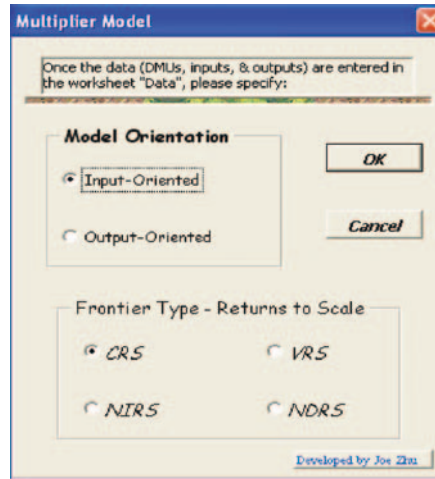 Multiplier Model
Once the data (DMUs, inputs, & outputs) are entered in
the worksheet "Data", please specify:
Model Orientation
Input-Oriented
OK
Output-Oriented
Cancel
Frontier Type - Returns to Scale
CRS
VRS
NIRS
NDRS
Developed by Joe Zhu